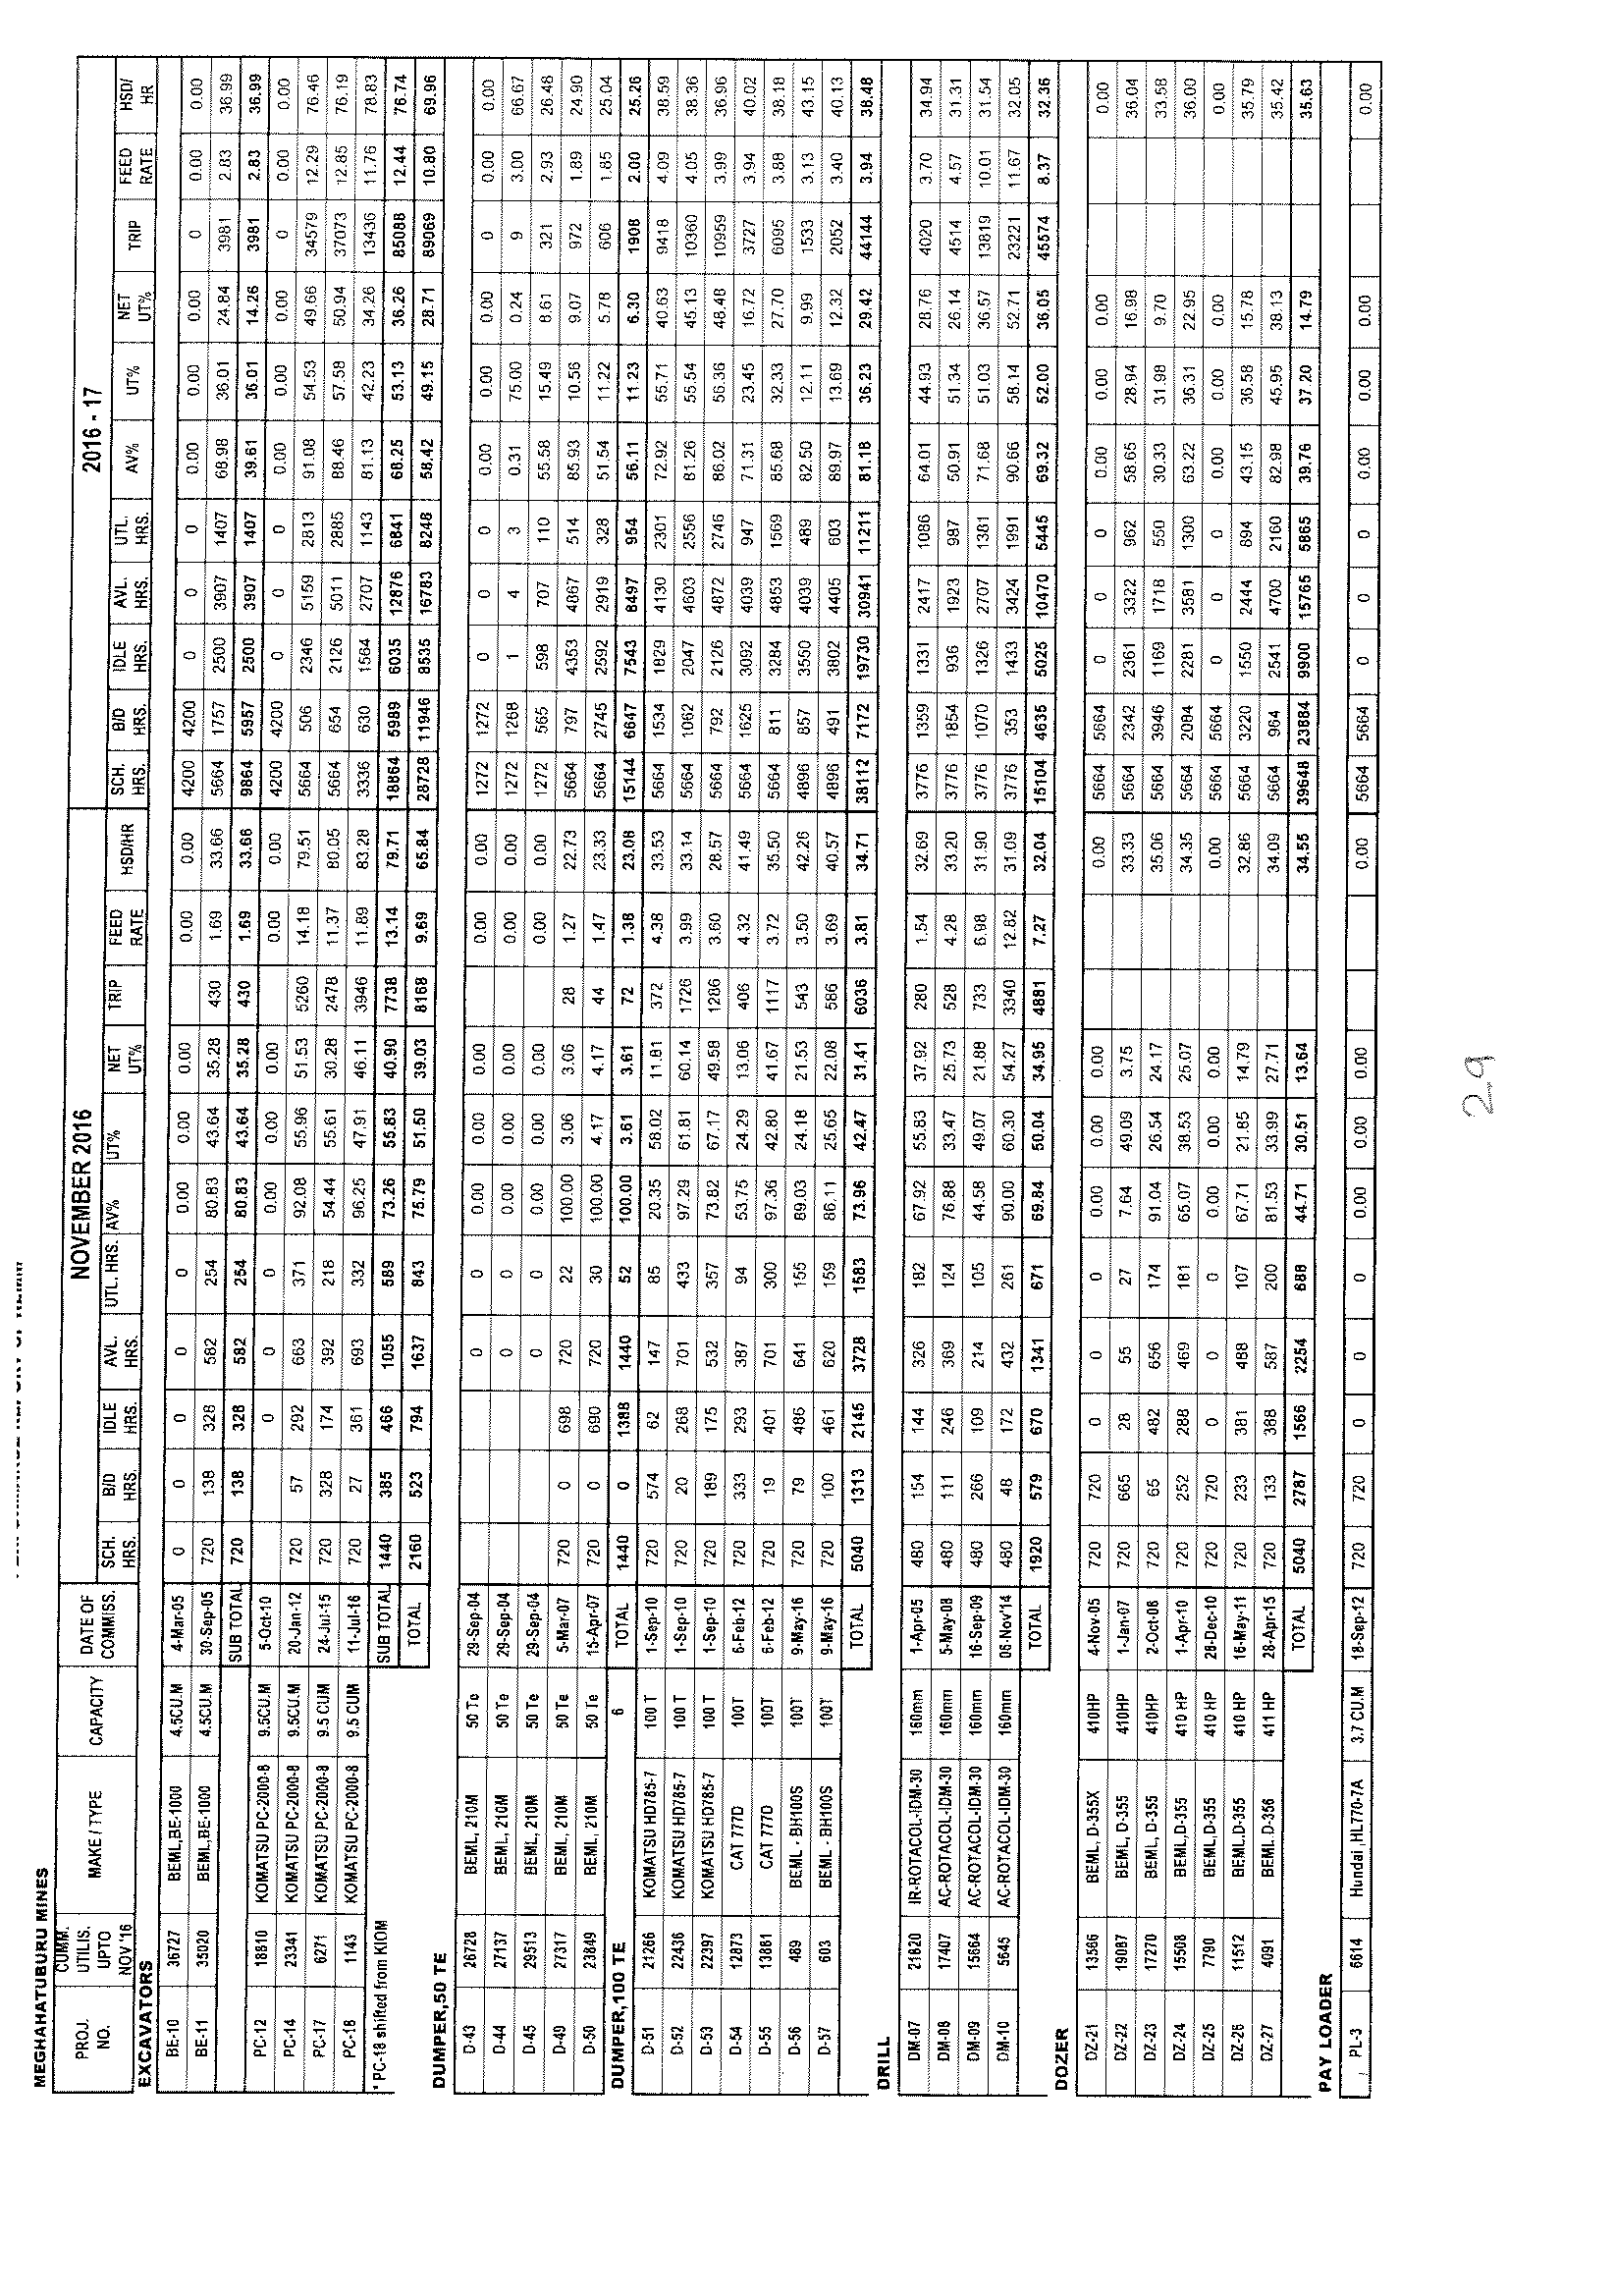 MEGHAHATUBURU MINES
PROJ. NO. CUMM. UTILIS. UPTO NOV '16 MAKE / TYPE CAPACITY DATE OF COMMISS. NOVEMBER 2016 2016 - 17
SCH. HRS. B/D HRS. IDLE HRS. AVL. HRS. UTL. HRS. AV% UT% NET UT% TRIP FEED RATE HSD/HR SCH. HRS. B/D HRS. IDLE HRS. AVL. HRS. UTL. HRS. AV% UT% NET UT% TRIP FEED RATE HSD/ HR
EXCAVATORS
BE-10 36727 BEML,BE-1000 4.5CU.M 4-Mar-05 0 0 0 0 0 0.00 0.00 0.00 0.00 0.00 4200 4200 0 0 0 0.00 0.00 0.00 0 0.00 0.00
BE-11 35020 BEML,BE-1000 4.5CU.M 30-Sep-05 720 138 328 582 254 80.83 43.64 35.28 430 1.69 33.66 5664 1757 2500 3907 1407 68.98 36.01 24.84 3981 2.83 36.99
SUB TOTAL 720 138 328 582 254 80.83 43.64 35.28 430 1.69 33.66 9864 5957 2500 3907 1407 39.61 36.01 14.26 3981 2.83 36.99
PC-12 18810 KOMATSU PC-2000-8 9.5CU.M 5-Oct-10 0 0 0 0.00 0.00 0.00 0.00 0.00 4200 4200 0 0 0 0.00 0.00 0.00 0 0.00 0.00
PC-14 23341 KOMATSU PC-2000-8 9.5CU.M 20-Jan-12 720 57 292 663 371 92.08 55.96 51.53 5260 14.18 79.51 5664 506 2346 5159 2813 91.08 54.53 49.66 34579 12.29 76.46
PC-17 6271 KOMATSU PC-2000-8 9.5 CUM 24-Jul-15 720 328 174 392 218 54.44 55.61 30.28 2478 11.37 80.05 5664 654 2126 5011 2885 88.46 57.58 50.94 37073 12.85 76.19
PC-18 1143 KOMATSU PC-2000-8 9.5 CUM 11-Jul-16 720 27 361 693 332 96.25 47.91 46.11 3946 11.89 83.28 3336 630 1564 2707 1143 81.13 42.23 34.26 13436 11.76 78.83
* PC-18 shifted from KIOM SUB TOTAL 1440 385 466 1055 589 73.26 55.83 40.90 7738 13.14 79.71 18864 5989 6035 12876 6841 68.25 53.13 36.26 85088 12.44 76.74
TOTAL 2160 523 794 1637 843 75.79 51.50 39.03 8168 9.69 65.84 28728 11946 8535 16783 8248 58.42 49.15 28.71 89069 10.80 69.96
DUMPER,50 TE
D-43 26728 BEML, 210M 50 Te 29-Sep-04 0 0 0.00 0.00 0.00 0.00 0.00 1272 1272 0 0 0 0.00 0.00 0.00 0 0.00 0.00
D-44 27137 BEML, 210M 50 Te 29-Sep-04 0 0 0.00 0.00 0.00 0.00 0.00 1272 1268 1 4 3 0.31 75.00 0.24 9 3.00 66.67
D-45 29513 BEML, 210M 50 Te 29-Sep-04 0 0 0.00 0.00 0.00 0.00 0.00 1272 565 598 707 110 55.58 15.49 8.61 321 2.93 26.48
D-49 27317 BEML, 210M 50 Te 5-Mar-07 720 0 698 720 22 100.00 3.06 3.06 28 1.27 22.73 5664 797 4353 4867 514 85.93 10.56 9.07 972 1.89 24.90
D-50 23849 BEML, 210M 50 Te 15-Apr-07 720 0 690 720 30 100.00 4.17 4.17 44 1.47 23.33 5664 2745 2592 2919 328 51.54 11.22 5.78 606 1.85 25.04
DUMPER,100 TE 6 TOTAL 1440 0 1388 1440 52 100.00 3.61 3.61 72 1.38 23.08 15144 6647 7543 8497 954 56.11 11.23 6.30 1908 2.00 25.26
D-51 21266 KOMATSU HD785-7 100 T 1-Sep-10 720 574 62 147 85 20.35 58.02 11.81 372 4.38 33.53 5664 1534 1829 4130 2301 72.92 55.71 40.63 9418 4.09 38.59
D-52 22436 KOMATSU HD785-7 100 T 1-Sep-10 720 20 268 701 433 97.29 61.81 60.14 1726 3.99 33.14 5664 1062 2047 4603 2556 81.26 55.54 45.13 10360 4.05 38.36
D-53 22397 KOMATSU HD785-7 100 T 1-Sep-10 720 189 175 532 357 73.82 67.17 49.58 1286 3.60 28.57 5664 792 2126 4872 2746 86.02 56.36 48.48 10959 3.99 36.96
D-54 12873 CAT 777D 100T 6-Feb-12 720 333 293 387 94 53.75 24.29 13.06 406 4.32 41.49 5664 1625 3092 4039 947 71.31 23.45 16.72 3727 3.94 40.02
D-55 13881 CAT 777D 100T 6-Feb-12 720 19 401 701 300 97.36 42.80 41.67 1117 3.72 35.50 5664 811 3284 4853 1569 85.68 32.33 27.70 6095 3.88 38.18
D-56 489 BEML - BH100S 100T 9-May-16 720 79 486 641 155 89.03 24.18 21.53 543 3.50 42.26 4896 857 3550 4039 489 82.50 12.11 9.99 1533 3.13 43.15
D-57 603 BEML - BH100S 100T 9-May-16 720 100 461 620 159 86.11 25.65 22.08 586 3.69 40.57 4896 491 3802 4405 603 89.97 13.69 12.32 2052 3.40 40.13
TOTAL 5040 1313 2145 3728 1583 73.96 42.47 31.41 6036 3.81 34.71 38112 7172 19730 30941 11211 81.18 36.23 29.42 44144 3.94 38.48
DRILL
DM-07 21620 IR-ROTACOL-IDM-30 160mm 1-Apr-05 480 154 144 326 182 67.92 55.83 37.92 280 1.54 32.69 3776 1359 1331 2417 1086 64.01 44.93 28.76 4020 3.70 34.94
DM-08 17407 AC-ROTACOL-IDM-30 160mm 5-May-08 480 111 246 369 124 76.88 33.47 25.73 528 4.28 33.20 3776 1854 936 1923 987 50.91 51.34 26.14 4514 4.57 31.31
DM-09 15664 AC-ROTACOL-IDM-30 160mm 16-Sep-09 480 266 109 214 105 44.58 49.07 21.88 733 6.98 31.90 3776 1070 1326 2707 1381 71.68 51.03 36.57 13819 10.01 31.54
DM-10 5645 AC-ROTACOL-IDM-30 160mm 06-Nov'14 480 48 172 432 261 90.00 60.30 54.27 3340 12.82 31.09 3776 353 1433 3424 1991 90.66 58.14 52.71 23221 11.67 32.05
TOTAL 1920 579 670 1341 671 69.84 50.04 34.95 4881 7.27 32.04 15104 4635 5025 10470 5445 69.32 52.00 36.05 45574 8.37 32.36
DOZER
DZ-21 13586 BEML, D-355X 410HP 4-Nov-05 720 720 0 0 0 0.00 0.00 0.00 0.00 5664 5664 0 0 0 0.00 0.00 0.00 0.00
DZ-22 19087 BEML, D-355 410HP 1-Jan-07 720 665 28 55 27 7.64 49.09 3.75 33.33 5664 2342 2361 3322 962 58.65 28.94 16.98 36.04
DZ-23 17270 BEML, D-355 410HP 2-Oct-08 720 65 482 656 174 91.04 26.54 24.17 35.06 5664 3946 1169 1718 550 30.33 31.98 9.70 33.58
DZ-24 15508 BEML,D-355 410 HP 1-Apr-10 720 252 288 469 181 65.07 38.53 25.07 34.35 5664 2084 2281 3581 1300 63.22 36.31 22.95 36.09
DZ-25 7790 BEML,D-355 410 HP 28-Dec-10 720 720 0 0 0 0.00 0.00 0.00 0.00 5664 5664 0 0 0 0.00 0.00 0.00 0.00
DZ-26 11512 BEML.D-355 410 HP 16-May-11 720 233 381 488 107 67.71 21.85 14.79 32.86 5664 3220 1550 2444 894 43.15 36.58 15.78 35.79
DZ-27 4091 BEML D-356 411 HP 28-Apr-15 720 133 388 587 200 81.53 33.99 27.71 34.09 5664 964 2541 4700 2160 82.98 45.95 38.13 35.42
TOTAL 5040 2787 1566 2254 688 44.71 30.51 13.64 34.55 39648 23884 9900 15765 5865 39.76 37.20 14.79 35.63
PAY LOADER
PL-3 6614 Hundai ,HL770-7A 3.7 CU.M 18-Sep-12 720 720 0 0 0 0.00 0.00 0.00 0.00 5664 5664 0 0 0 0.00 0.00 0.00 0.00
29